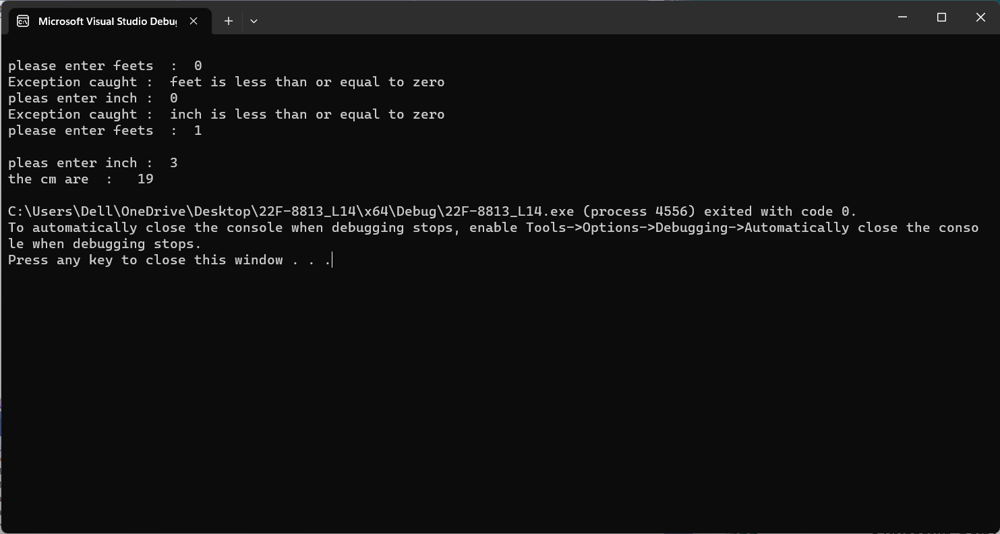 Microsoft Visual Studio Debug
please enter feets  :  0
Exception caught :  feet is less than or equal to zero
pleas enter inch :  0
Exception caught :  inch is less than or equal to zero
please enter feets  :  1
pleas enter inch :  3
the cm are  :   19
C:\Users\Dell\OneDrive\Desktop\22F-8813_L14\x64\Debug\22F-8813_L14.exe (process 4556) exited with code 0.
To automatically close the console when debugging stops, enable Tools->Options->Debugging->Automatically close the conso
le when debugging stops.
Press any key to close this window . . .